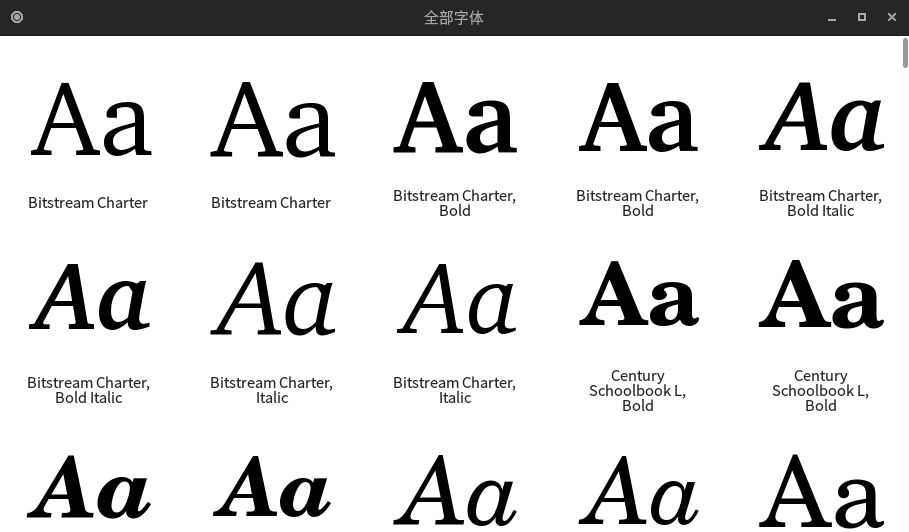 全部字体
Aa Aa Aa Aa Aa
Bitstream Charter
Bitstream Charter
Bitstream Charter,
Bold
Bitstream Charter,
Bold
Bitstream Charter,
Bold Italic
Aa Aa Aa Aa Aa
Bitstream Charter,
Bold Italic
Bitstream Charter,
Italic
Bitstream Charter,
Italic
Century
Schoolbook L,
Bold
Century
Schoolbook L,
Bold
Aa Aa Aa Aa Aa